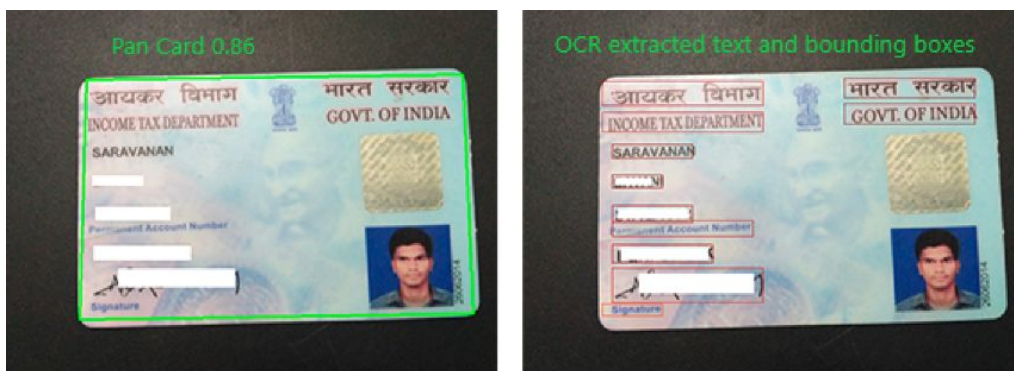 Pan Card 0.86
आयकर विभाग
भारत सरकार
INCOME TAX DEPARTMENT
GOVT. OF INDIA
SARAVANAN
Permanent Account Number
Signature
26062014
OCR extracted text and bounding boxes
आयकर विभाग
भारत सरकार
INCOME TAX DEPARTMENT
GOVT. OF INDIA
SARAVANAN
Permanent Account Number
Signature
26062014